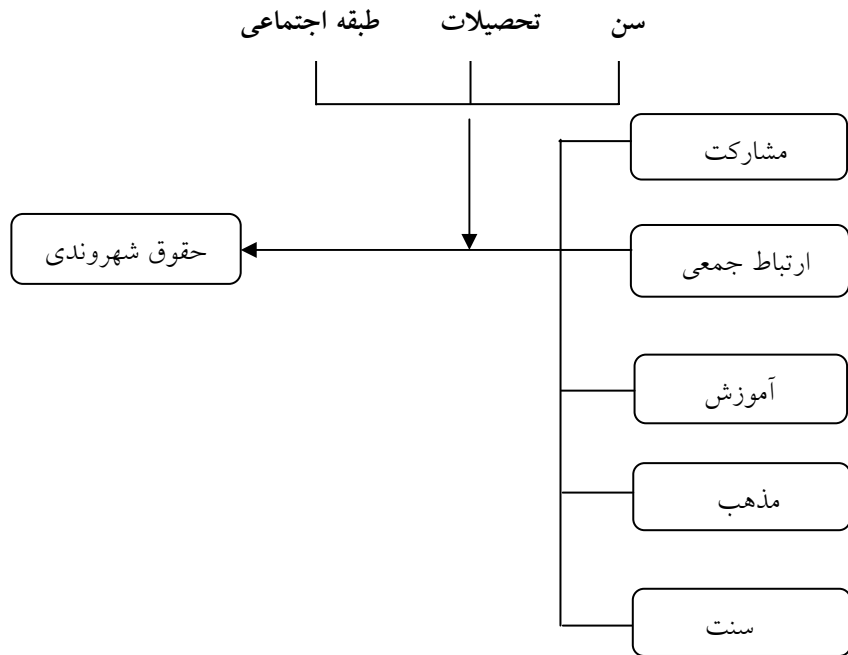 سن
تحصیلات
طبقه اجتماعی
مشارکت
ارتباط جمعی
حقوق شهروندی
آموزش
مذهب
سنت